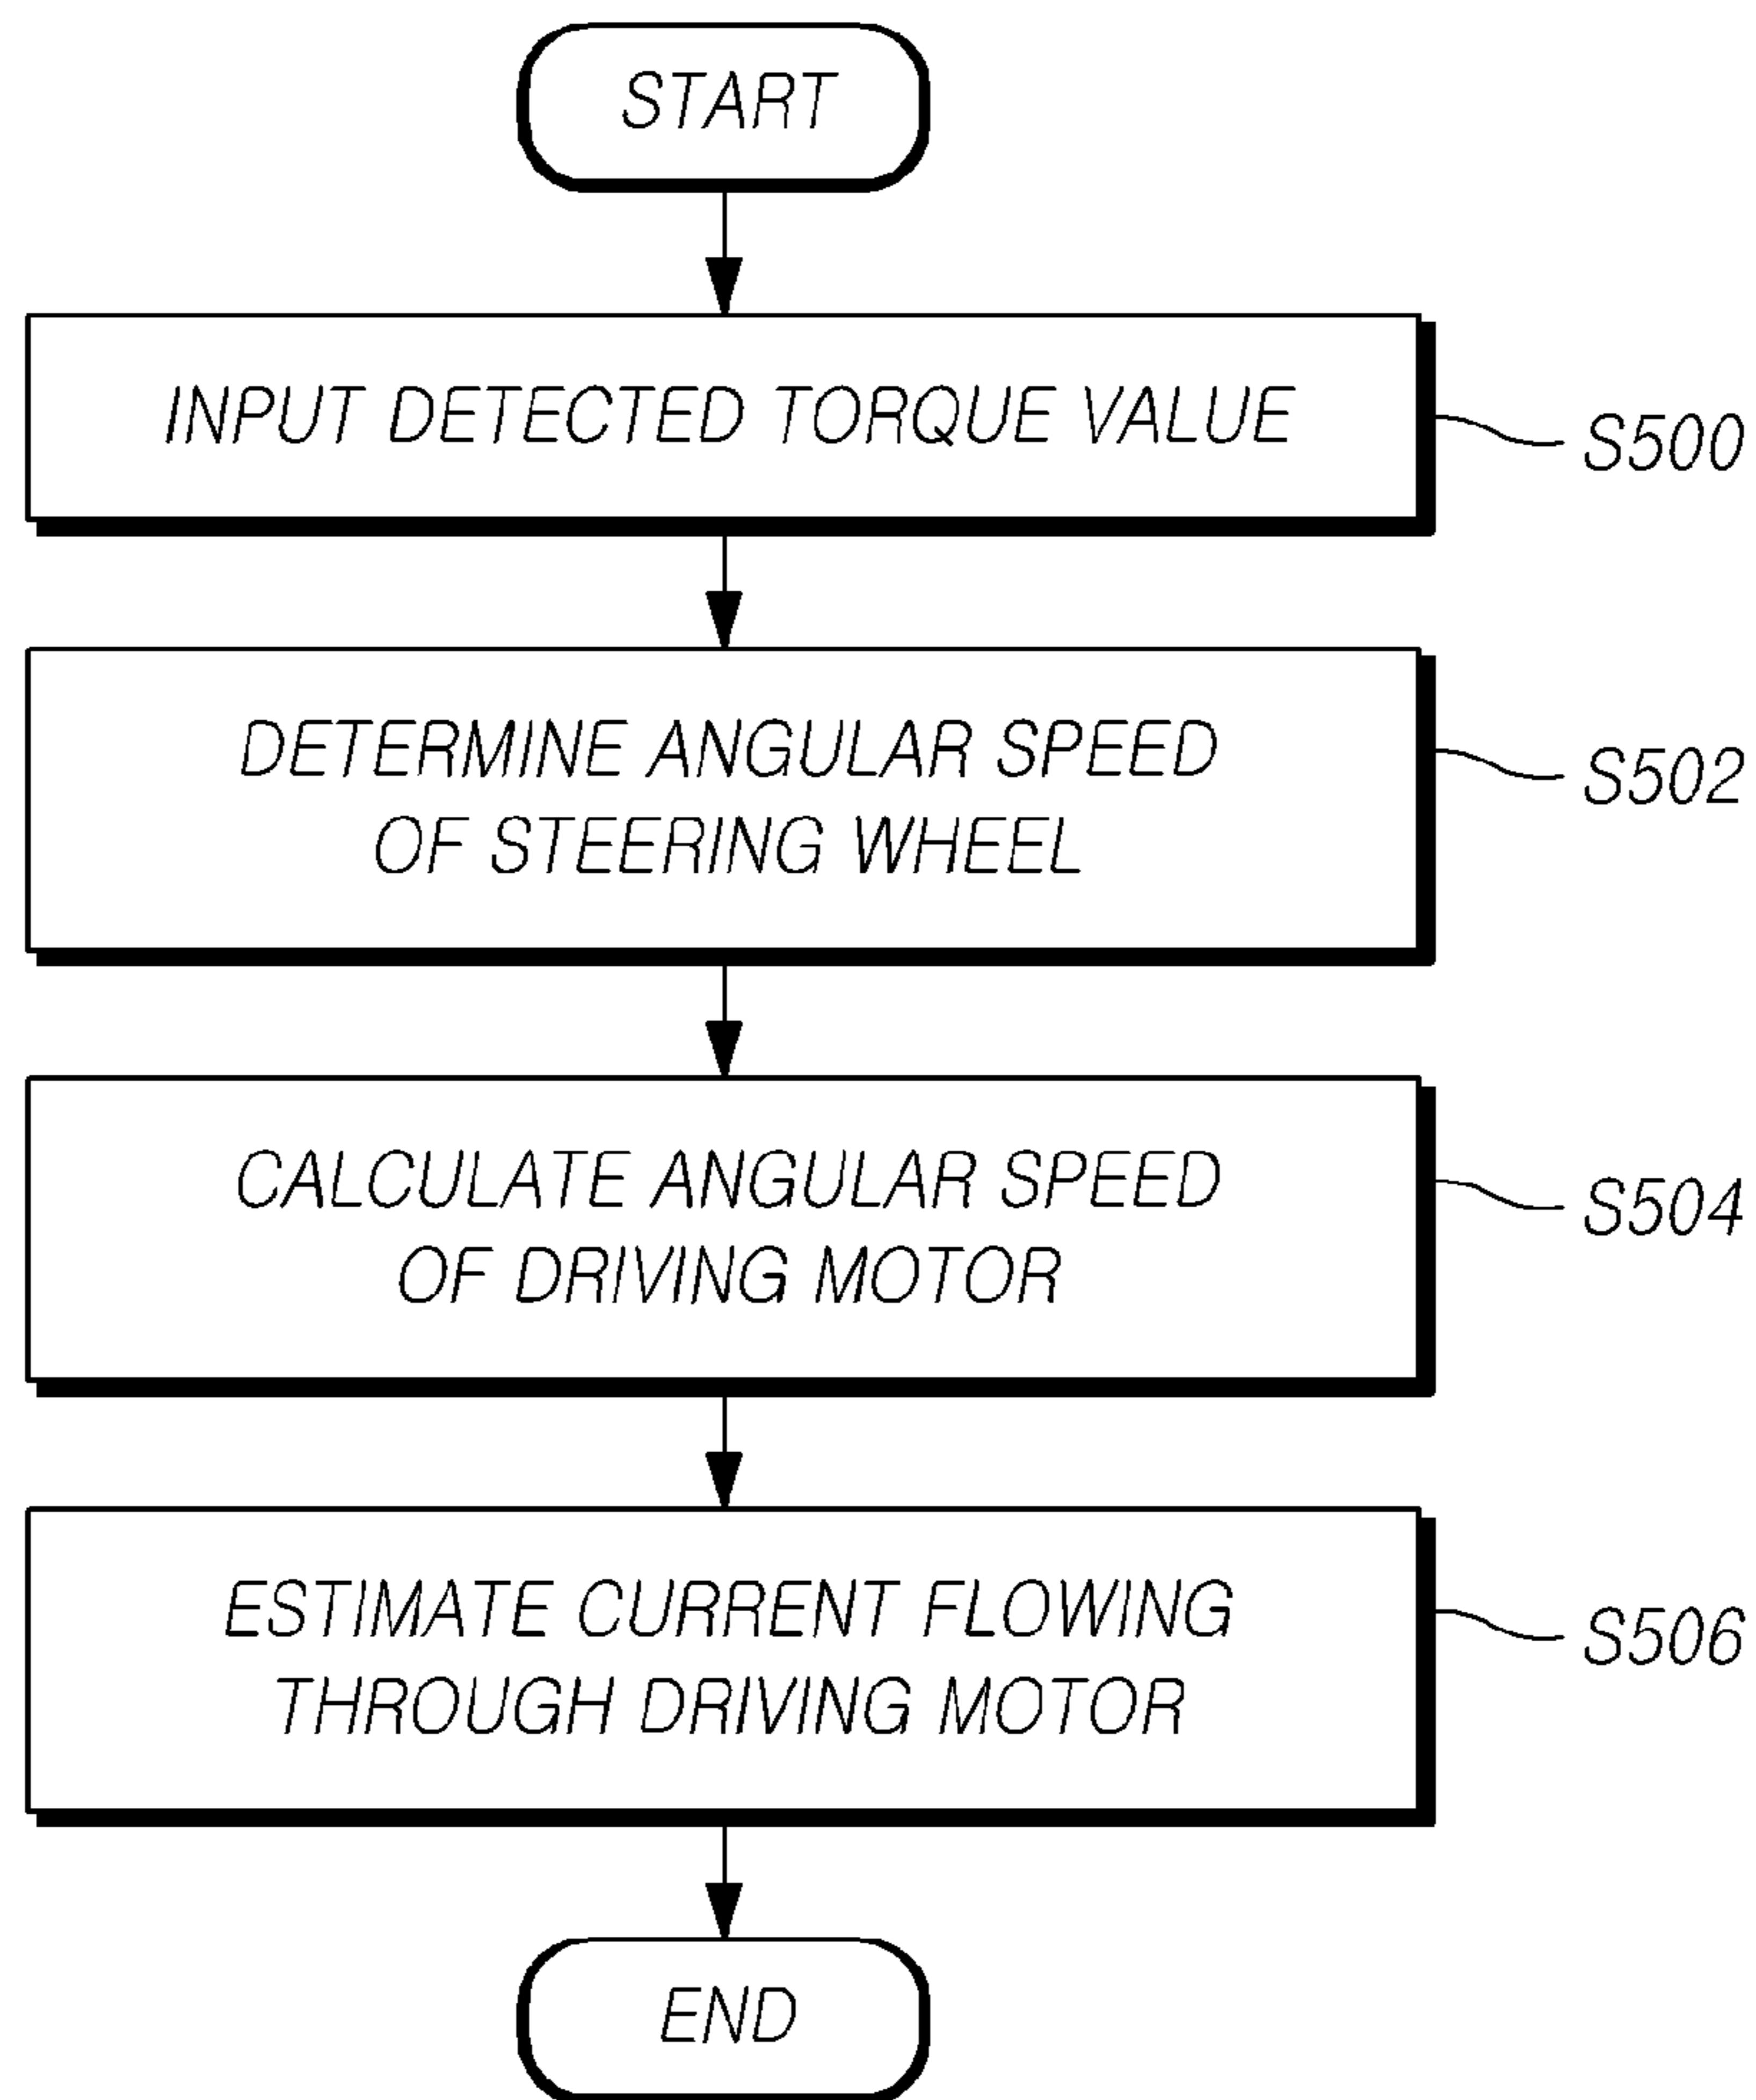 START
INPUT DETECTED TORQUE VALUE
S500
DETERMINE ANGULAR SPEED
OF STEERING WHEEL
S502
CALCULATE ANGULAR SPEED
OF DRIVING MOTOR
S504
ESTIMATE CURRENT FLOWING
THROUGH DRIVING MOTOR
S506
END